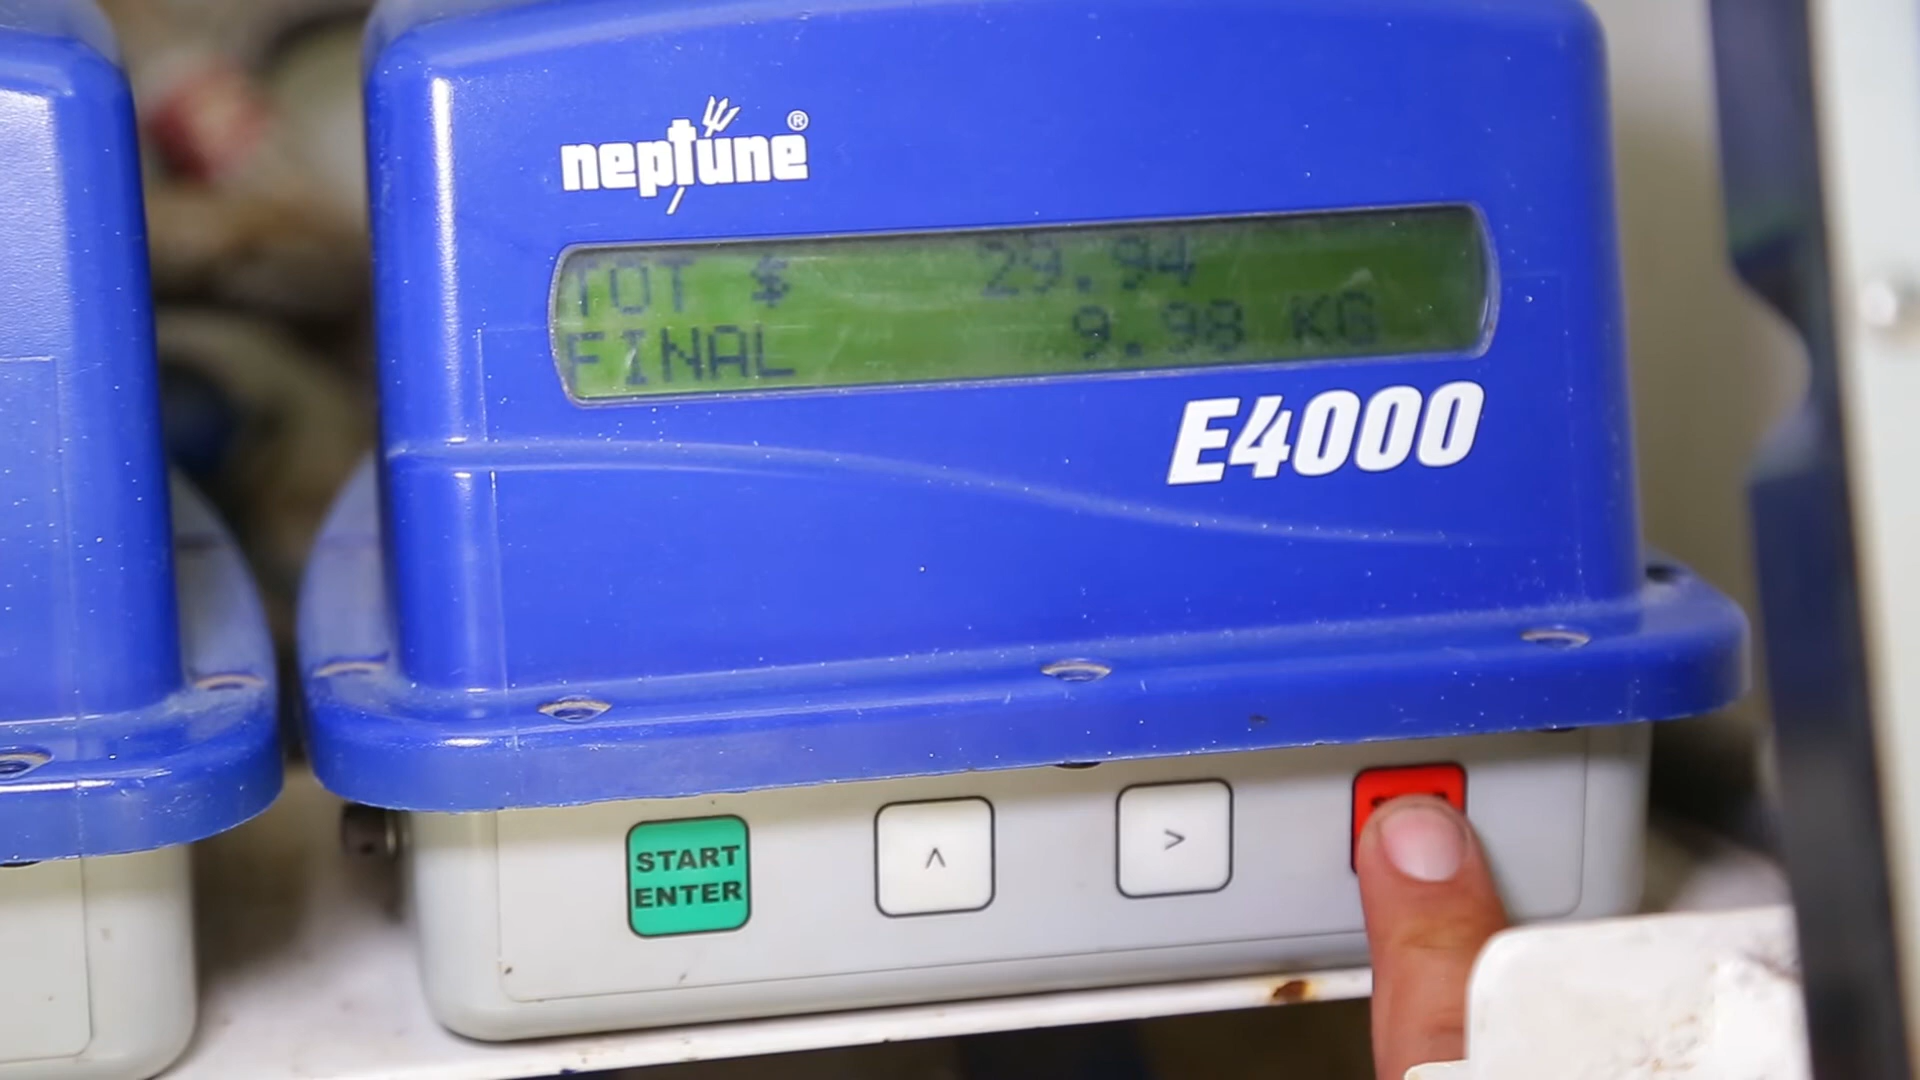 neptune®
TOT $ 29.94
FINAL 9.98 KG
E4000
START
ENTER
^
>